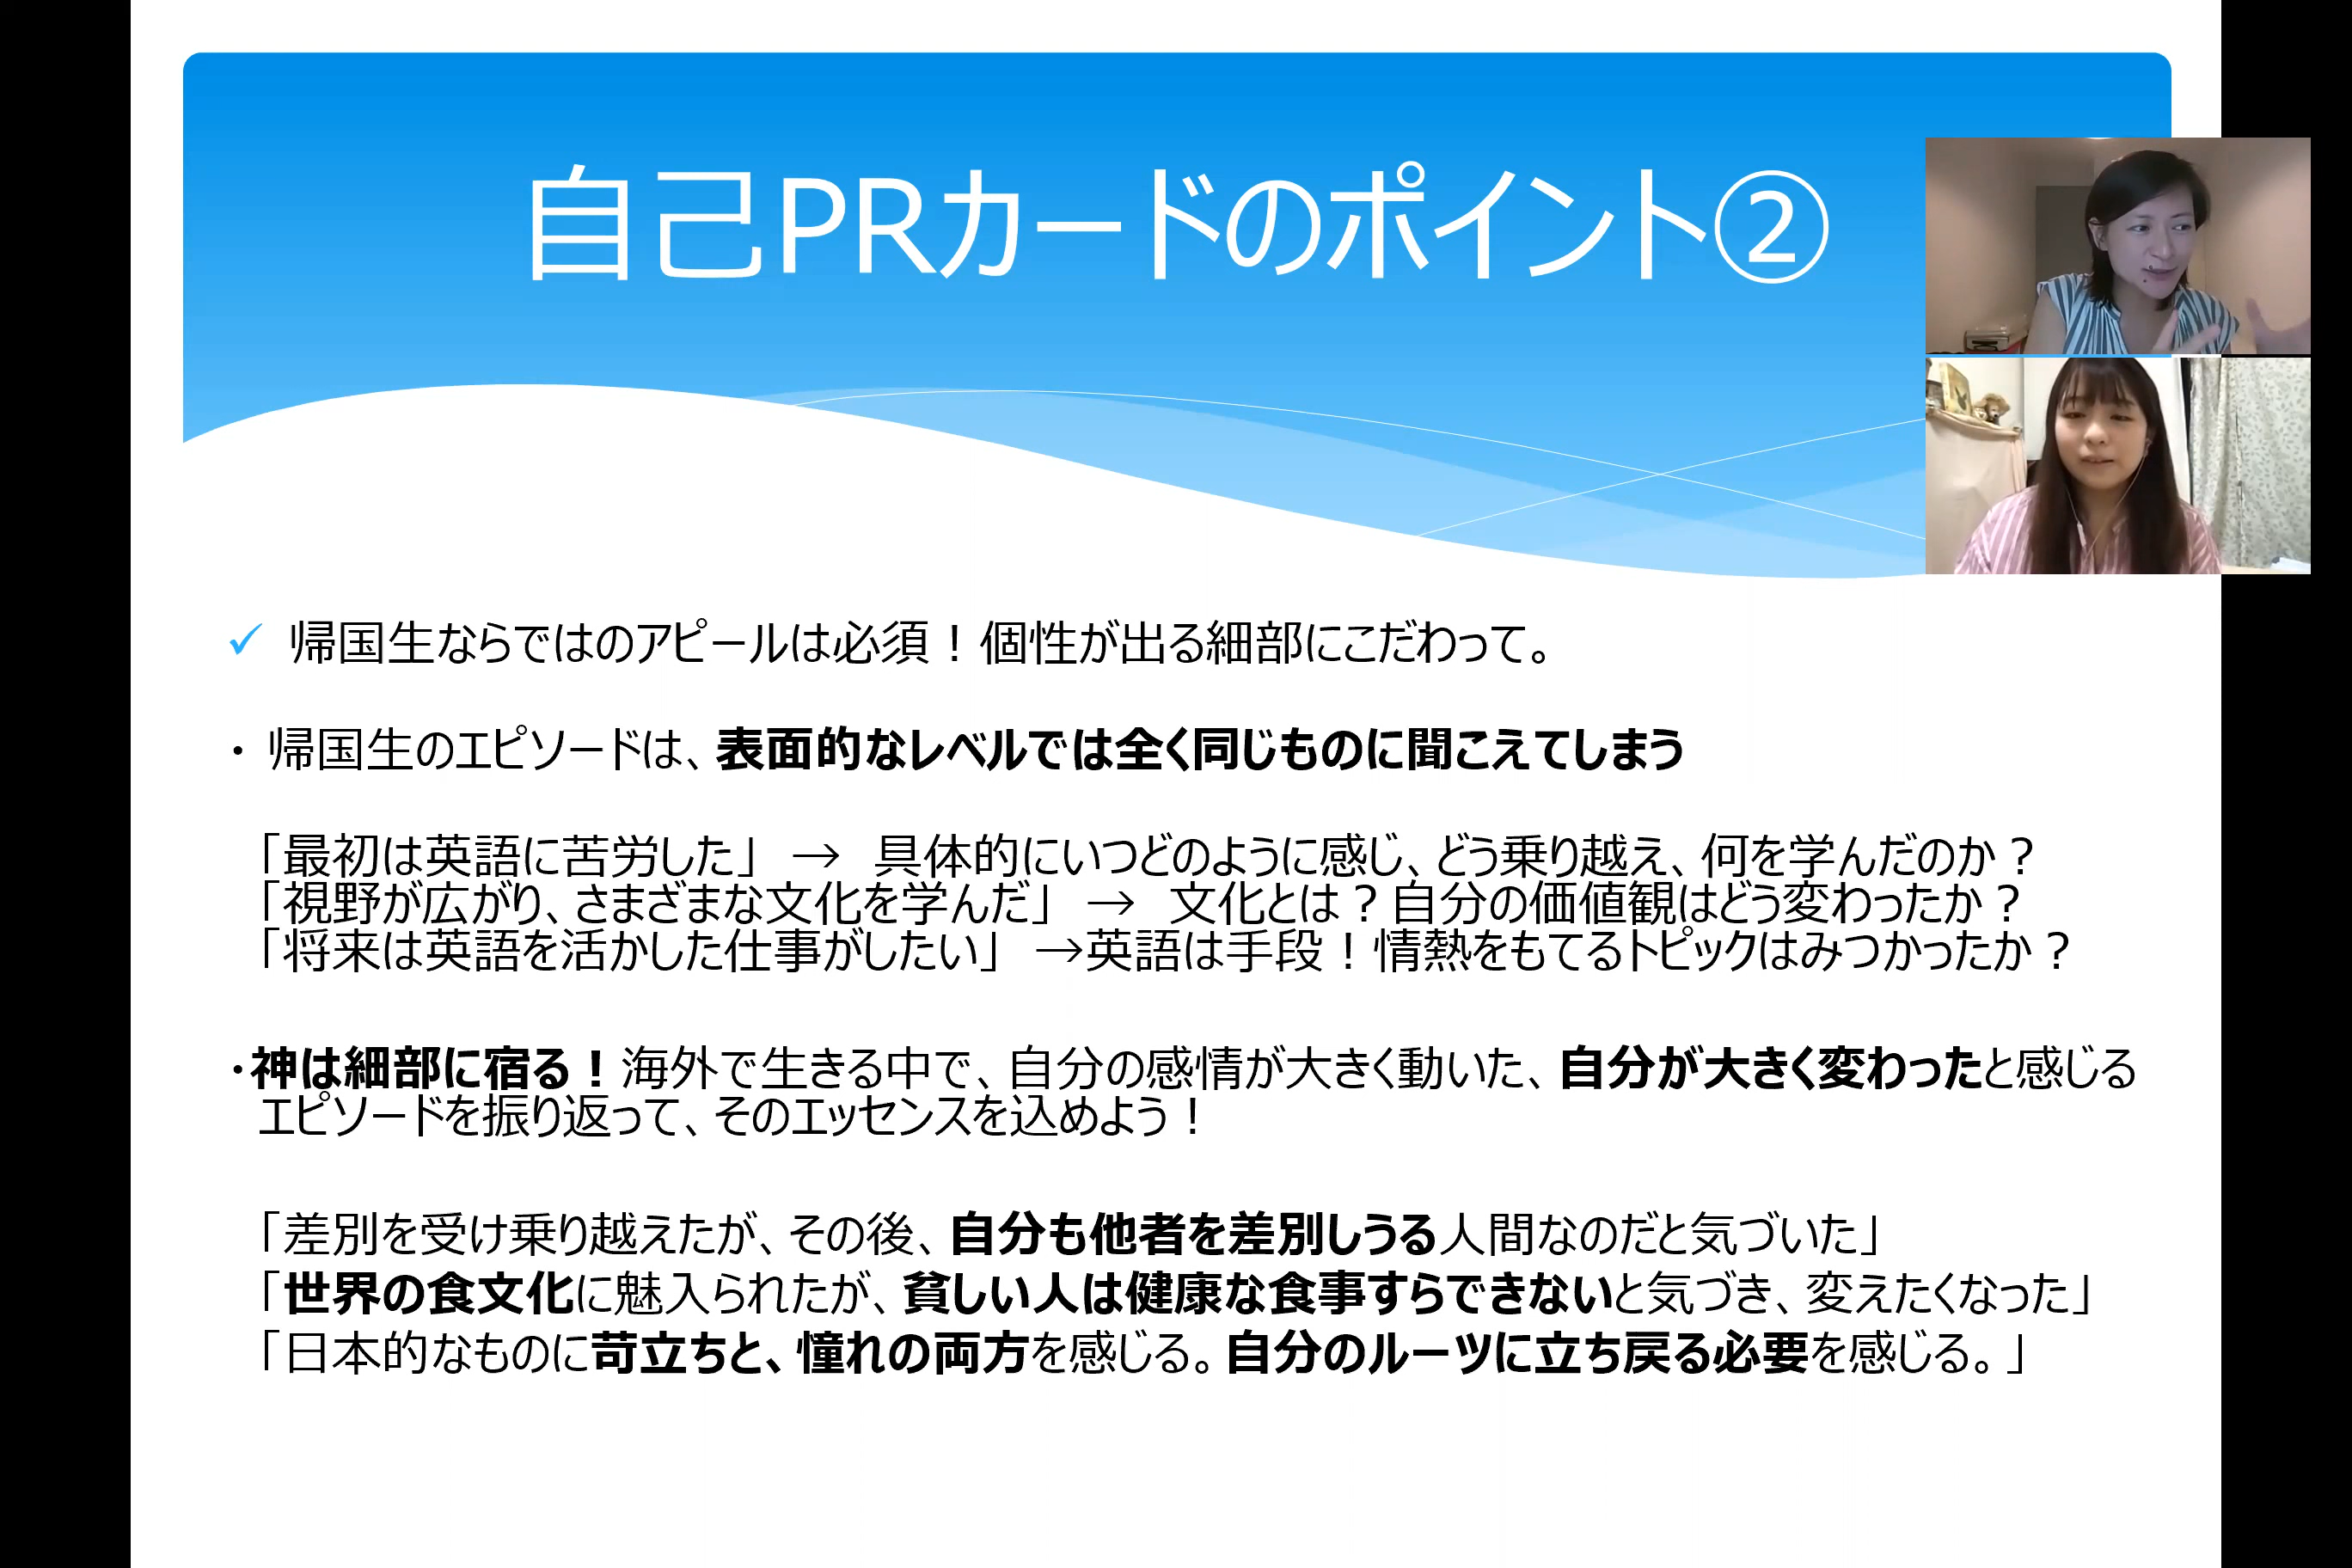 自己PRカードのポイント②
✓ 帰国生ならではのアピールは必須！個性が出る細部にこだわって。
・ 帰国生のエピソードは、表面的なレベルでは全く同じものに聞こえてしまう
「最初は英語に苦労した」 → 具体的にいつどのように感じ、どう乗り越え、何を学んだのか？
「視野が広がり、さまざまな文化を学んだ」 → 文化とは？自分の価値観はどう変わったか？
「将来は英語を活かした仕事がしたい」 →英語は手段！情熱をもてるトピックはみつかったか？
・神は細部に宿る！海外で生きる中で、自分の感情が大きく動いた、自分が大きく変わったと感じる
エピソードを振り返って、そのエッセンスを込めよう！
「差別を受け乗り越えたが、その後、自分も他者を差別しうる人間なのだと気づいた」
「世界の食文化に魅入られたが、貧しい人は健康な食事すらできないと気づき、変えたくなった」
「日本的なものに苛立ちと、憧れの両方を感じる。自分のルーツに立ち戻る必要を感じる。」